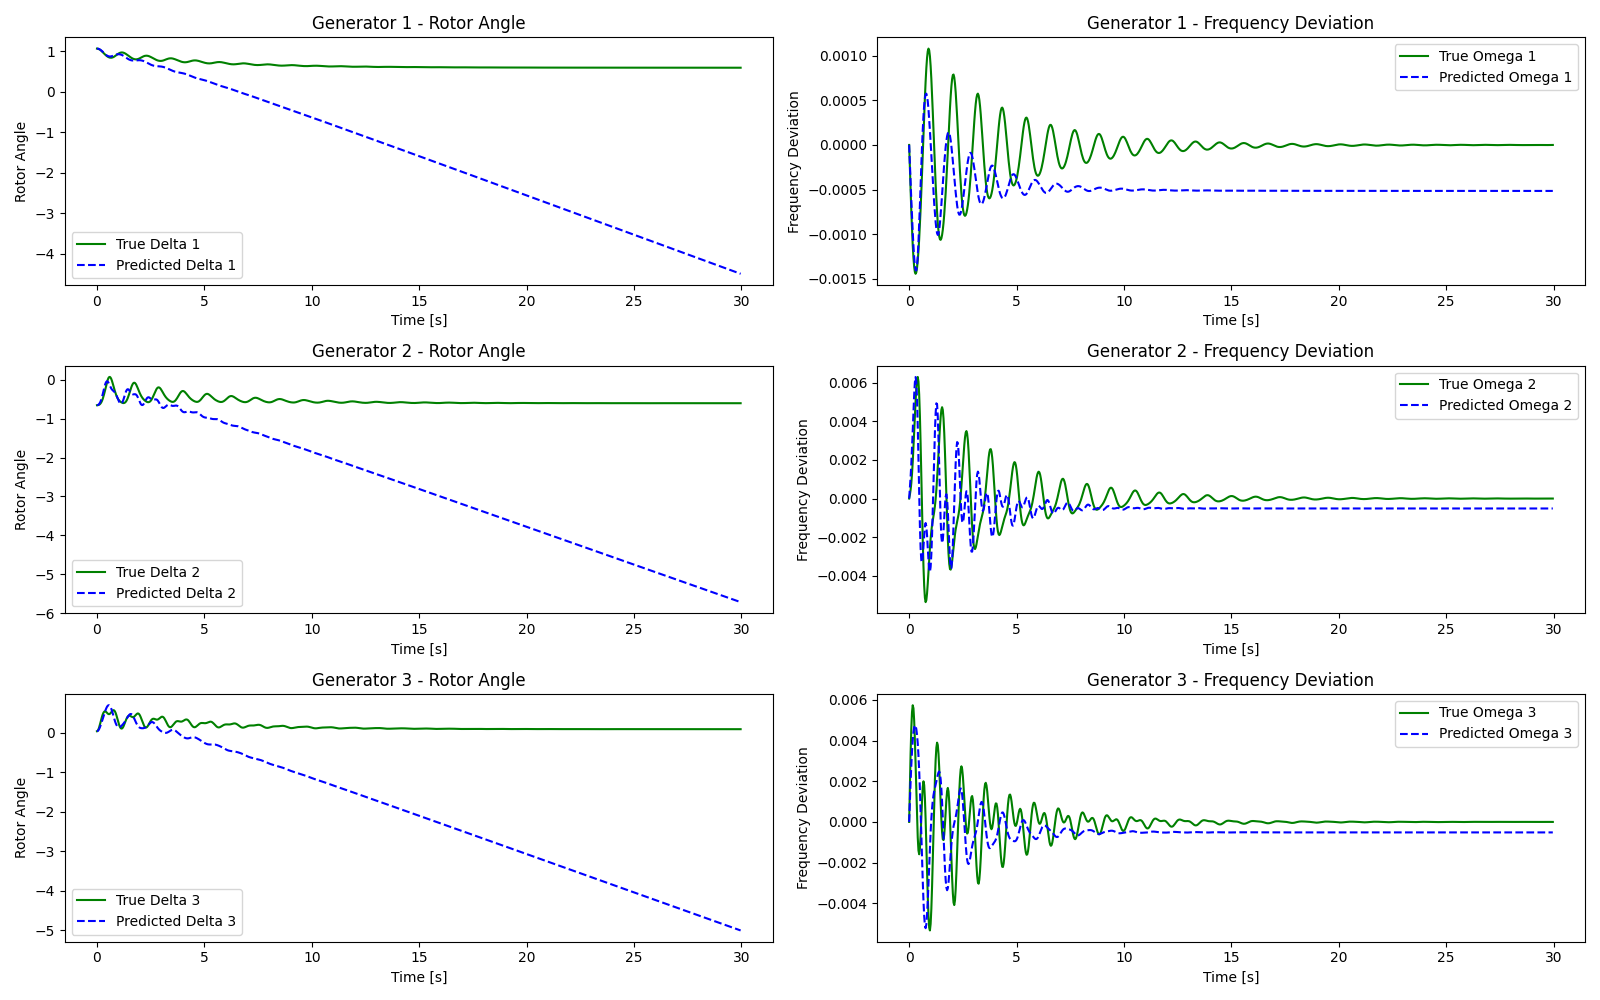 Generator 1 - Rotor Angle
1
0
−1
−2
−3
−4
Rotor Angle
True Delta 1
Predicted Delta 1
0 5 10 15 20 25 30
Time [s]
Generator 1 - Frequency Deviation
0.0010
0.0005
0.0000
−0.0005
−0.0010
−0.0015
Frequency Deviation
True Omega 1
Predicted Omega 1
0 5 10 15 20 25 30
Time [s]
Generator 2 - Rotor Angle
0
−1
−2
−3
−4
−5
−6
Rotor Angle
True Delta 2
Predicted Delta 2
0 5 10 15 20 25 30
Time [s]
Generator 2 - Frequency Deviation
0.006
0.004
0.002
0.000
−0.002
−0.004
Frequency Deviation
True Omega 2
Predicted Omega 2
0 5 10 15 20 25 30
Time [s]
Generator 3 - Rotor Angle
0
−1
−2
−3
−4
−5
Rotor Angle
True Delta 3
Predicted Delta 3
0 5 10 15 20 25 30
Time [s]
Generator 3 - Frequency Deviation
0.006
0.004
0.002
0.000
−0.002
−0.004
Frequency Deviation
True Omega 3
Predicted Omega 3
0 5 10 15 20 25 30
Time [s]